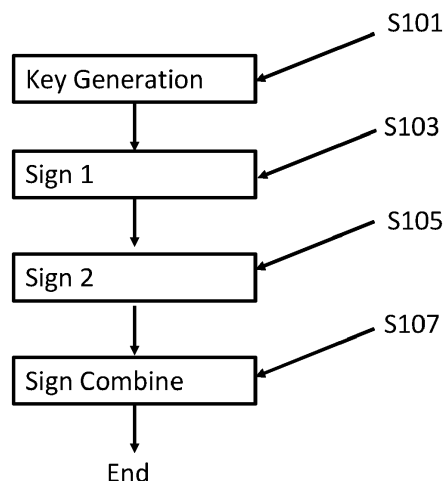 S101
Key Generation
S103
Sign 1
S105
Sign 2
S107
Sign Combine
End